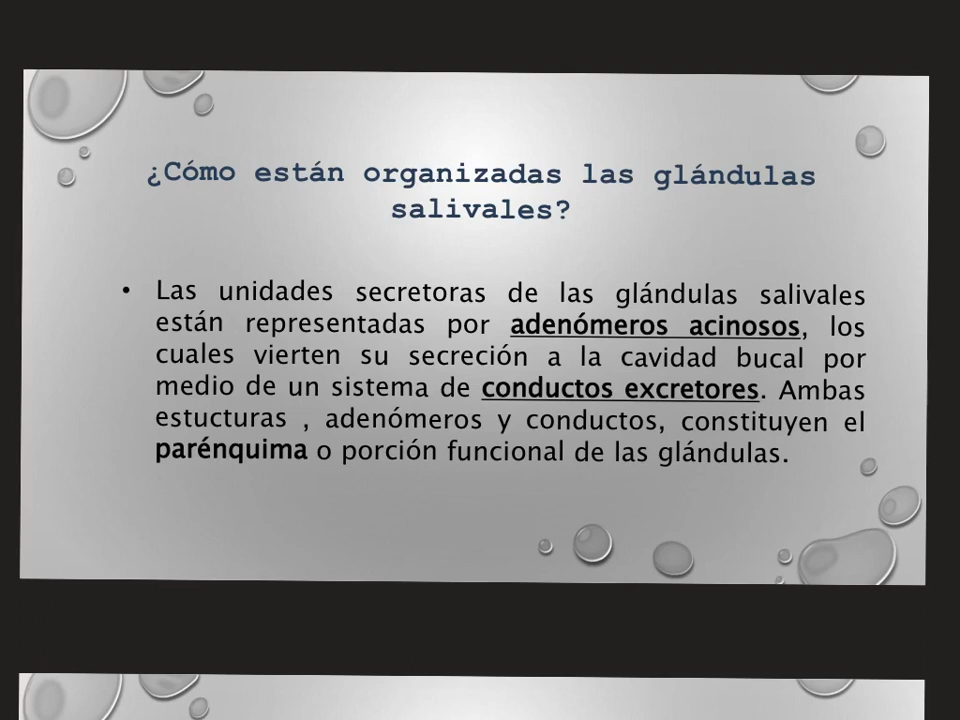 ¿Cómo están organizadas las glándulas
salivales?
• Las unidades secretoras de las glándulas salivales
están representadas por adenómeros acinosos, los
cuales vierten su secreción a la cavidad bucal por
medio de un sistema de conductos excretores. Ambas
estucturas , adenómeros y conductos, constituyen el
parénquima o porción funcional de las glándulas.